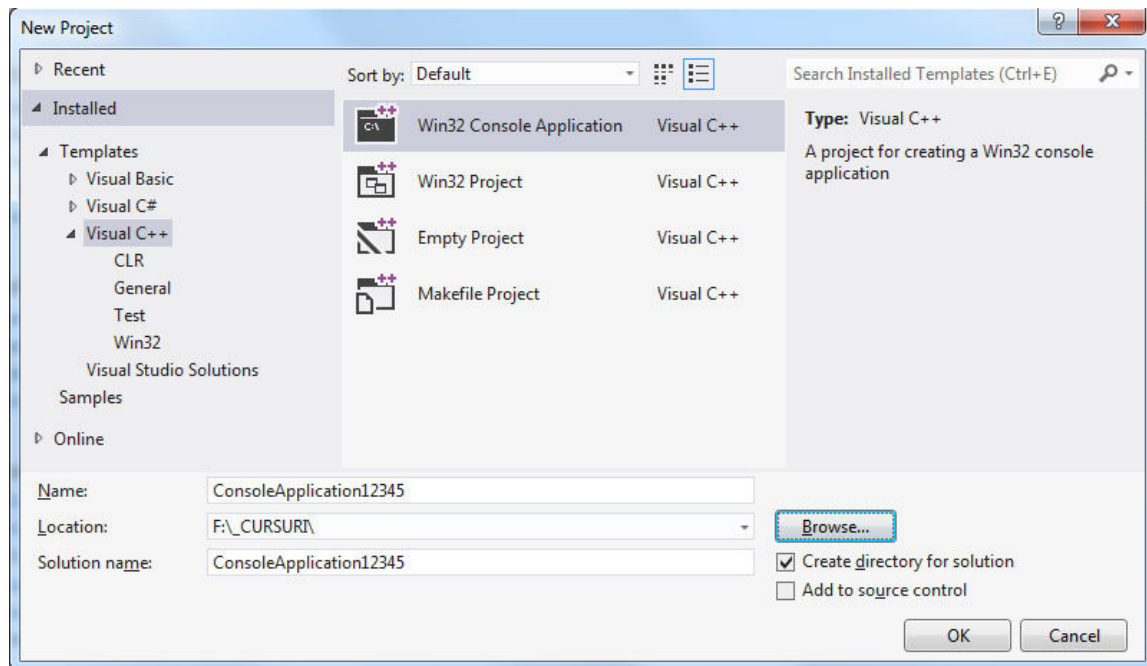 New Project
Recent
Installed
Templates
Visual Basic
Visual C#
Visual C++
CLR
General
Test
Win32
Visual Studio Solutions
Samples
Online
Sort by: Default
C:\
Win32 Console Application Visual C++
Win32 Project Visual C++
Empty Project Visual C++
Makefile Project Visual C++
Search Installed Templates (Ctrl+E)
Type: Visual C++
A project for creating a Win32 console
application
Name: ConsoleApplication12345
Location: F:\_CURSURI\
Browse...
Solution name: ConsoleApplication12345
Create directory for solution
Add to source control
OK Cancel